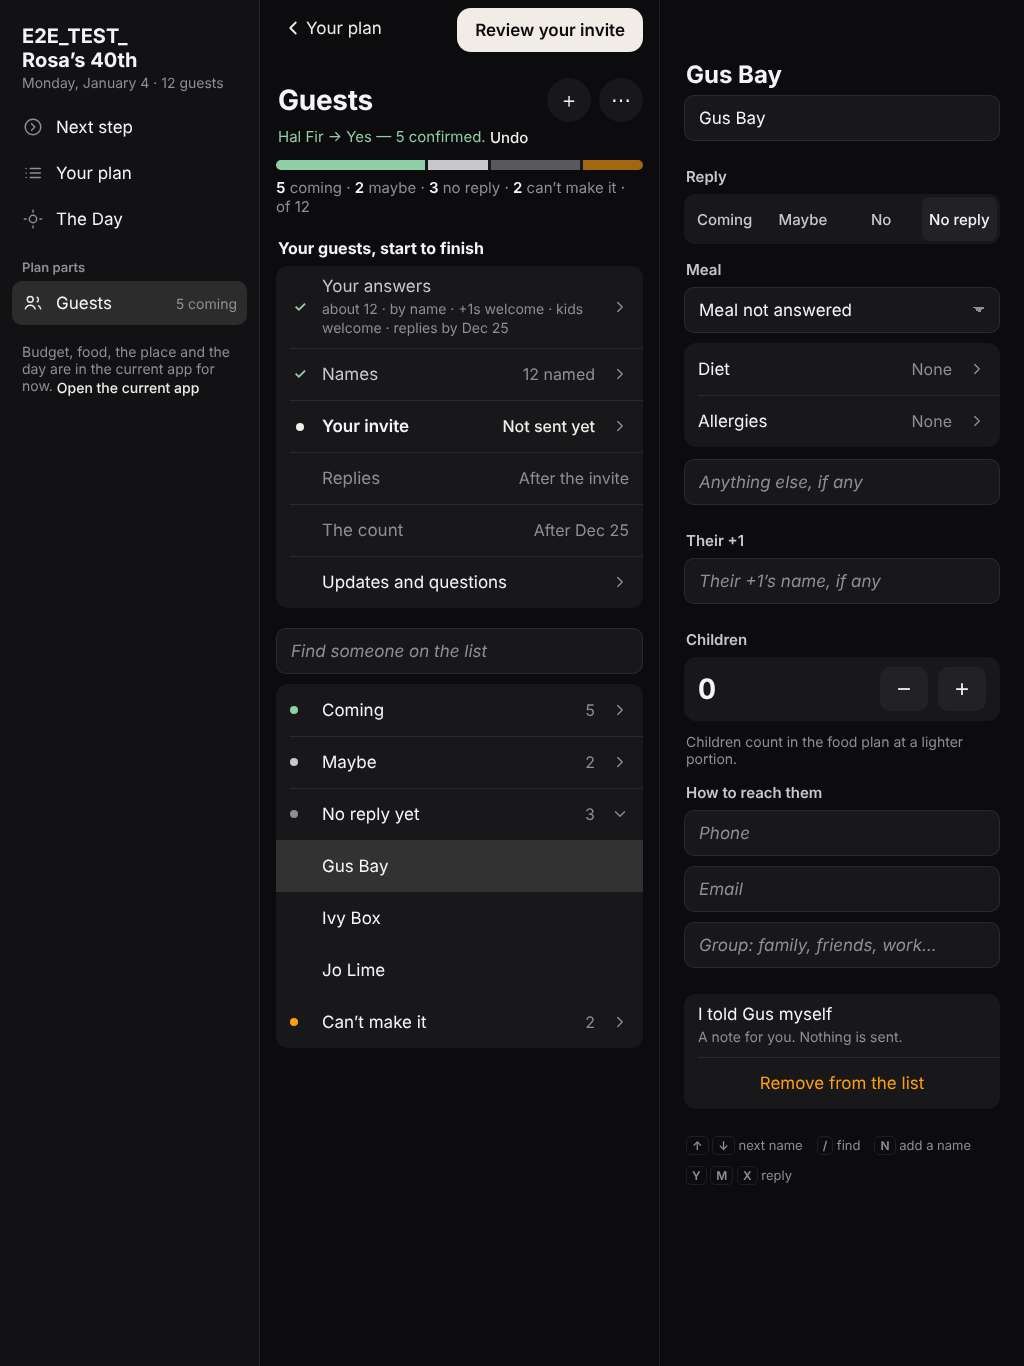 E2E_TEST_
Rosa’s 40th
Monday, January 4 · 12 guests
Next step
Your plan
The Day
Plan parts
Guests 5 coming
Budget, food, the place and the
day are in the current app for
now. Open the current app
Your plan
Review your invite
Guests
+ ···
Hal Fir → Yes — 5 confirmed. Undo
5 coming · 2 maybe · 3 no reply · 2 can’t make it ·
of 12
Your guests, start to finish
Your answers
about 12 · by name · +1s welcome · kids
welcome · replies by Dec 25
Names 12 named
Your invite Not sent yet
Replies After the invite
The count After Dec 25
Updates and questions
Find someone on the list
Coming 5
Maybe 2
No reply yet 3
Gus Bay
Ivy Box
Jo Lime
Can’t make it 2
Gus Bay
Gus Bay
Reply
Coming Maybe No No reply
Meal
Meal not answered
Diet None
Allergies None
Anything else, if any
Their +1
Their +1’s name, if any
Children
0 − +
Children count in the food plan at a lighter
portion.
How to reach them
Phone
Email
Group: family, friends, work…
I told Gus myself
A note for you. Nothing is sent.
Remove from the list
↑ ↓ next name / find N add a name
Y M X reply